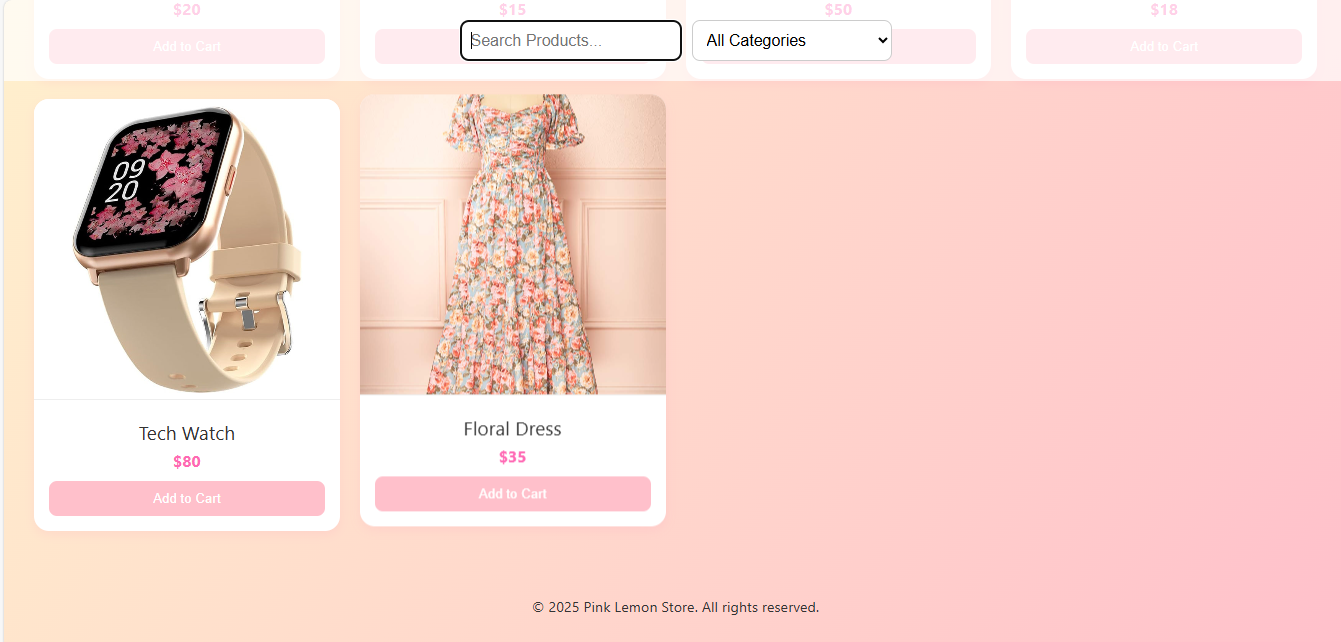 $20 $15 $50 $18
Search Products... All Categories
Add to Cart Add to Cart
09
20
Tech Watch
$80
Add to Cart
Floral Dress
$35
Add to Cart
© 2025 Pink Lemon Store. All rights reserved.